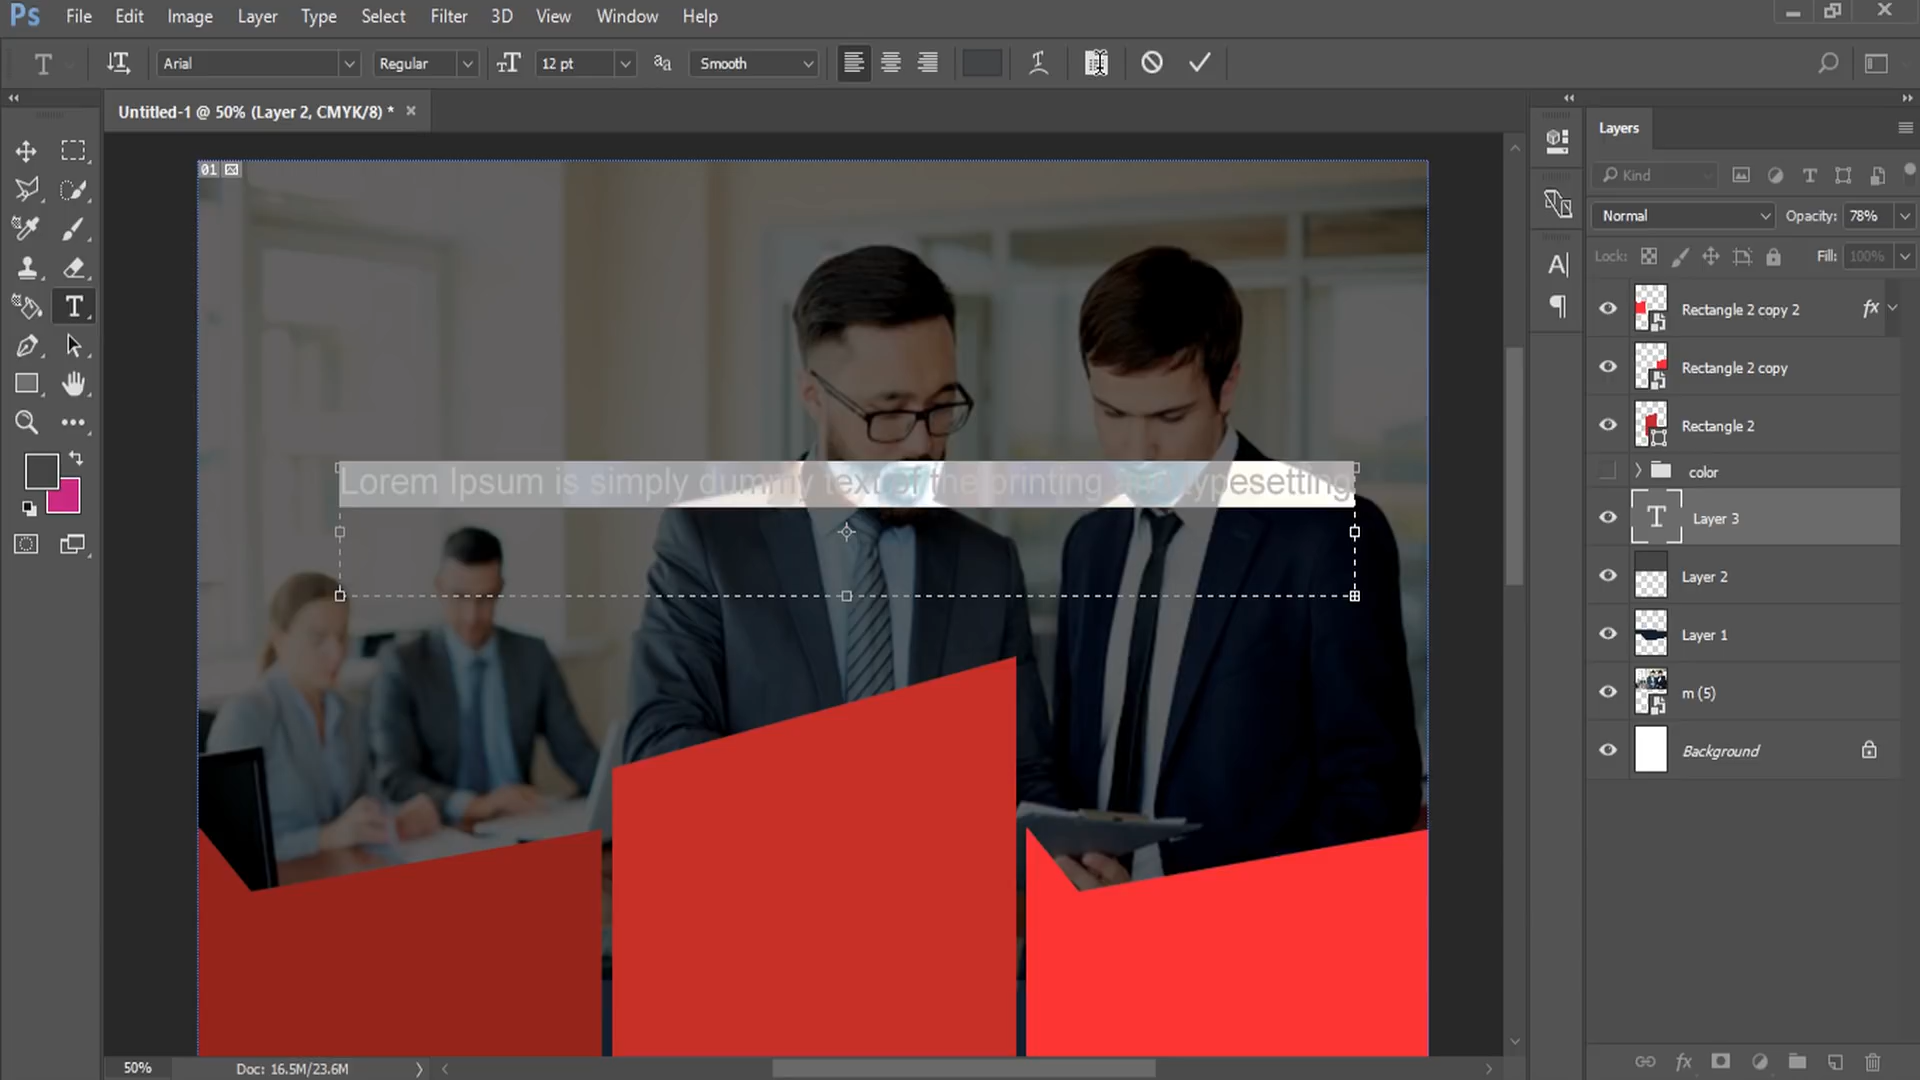 Ps File Edit Image Layer Type Select Filter 3D View Window Help
T Arial Regular 12 pt aa Smooth
Untitled-1 @ 50% (Layer 2, CMYK/8) * ×
Layers
Kind
Normal Opacity: 78%
Lock: Fill: 100%
01
Rectangle 2 copy 2 fx
Rectangle 2 copy
Rectangle 2
color
Lorem Ipsum is simply dummy text of the printing and typesetting
T Layer 3
Layer 2
Layer 1
m (5)
Background
50% Doc: 16.5M/23.6M
fx